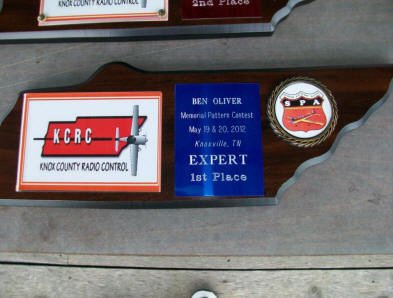 KNOX COUNTY RADIO CONTROL
2nd Place
KCRC
KNOX COUNTY RADIO CONTROL
BEN OLIVER
Memorial Pattern Contest
May 19 & 20, 2012
Knoxville, TN
EXPERT
1st Place
SPA